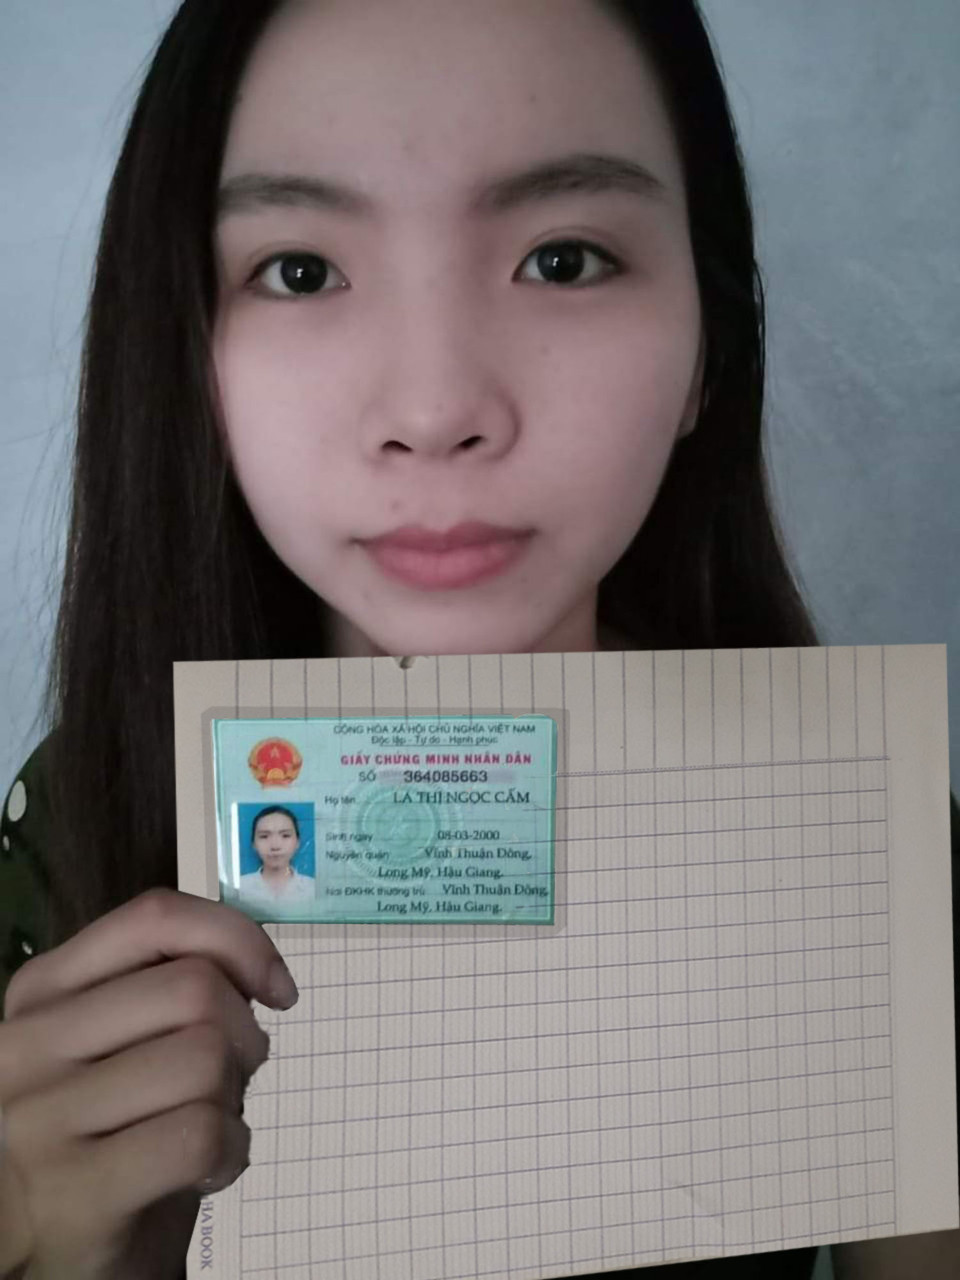 CỘNG HÒA XÃ HỘI CHỦ NGHĨA VIỆT NAM
Độc lập - Tự do - Hạnh phúc
GIẤY CHỨNG MINH NHÂN DÂN
SỐ 364085663
Họ tên LA THỊ NGỌC CẨM
Sinh ngày 08-03-2000
Nguyên quán Vĩnh Thuận Đông,
Long Mỹ, Hậu Giang.
Nơi ĐKHK thường trú Vĩnh Thuận Đông,
Long Mỹ, Hậu Giang.
HA BOOK